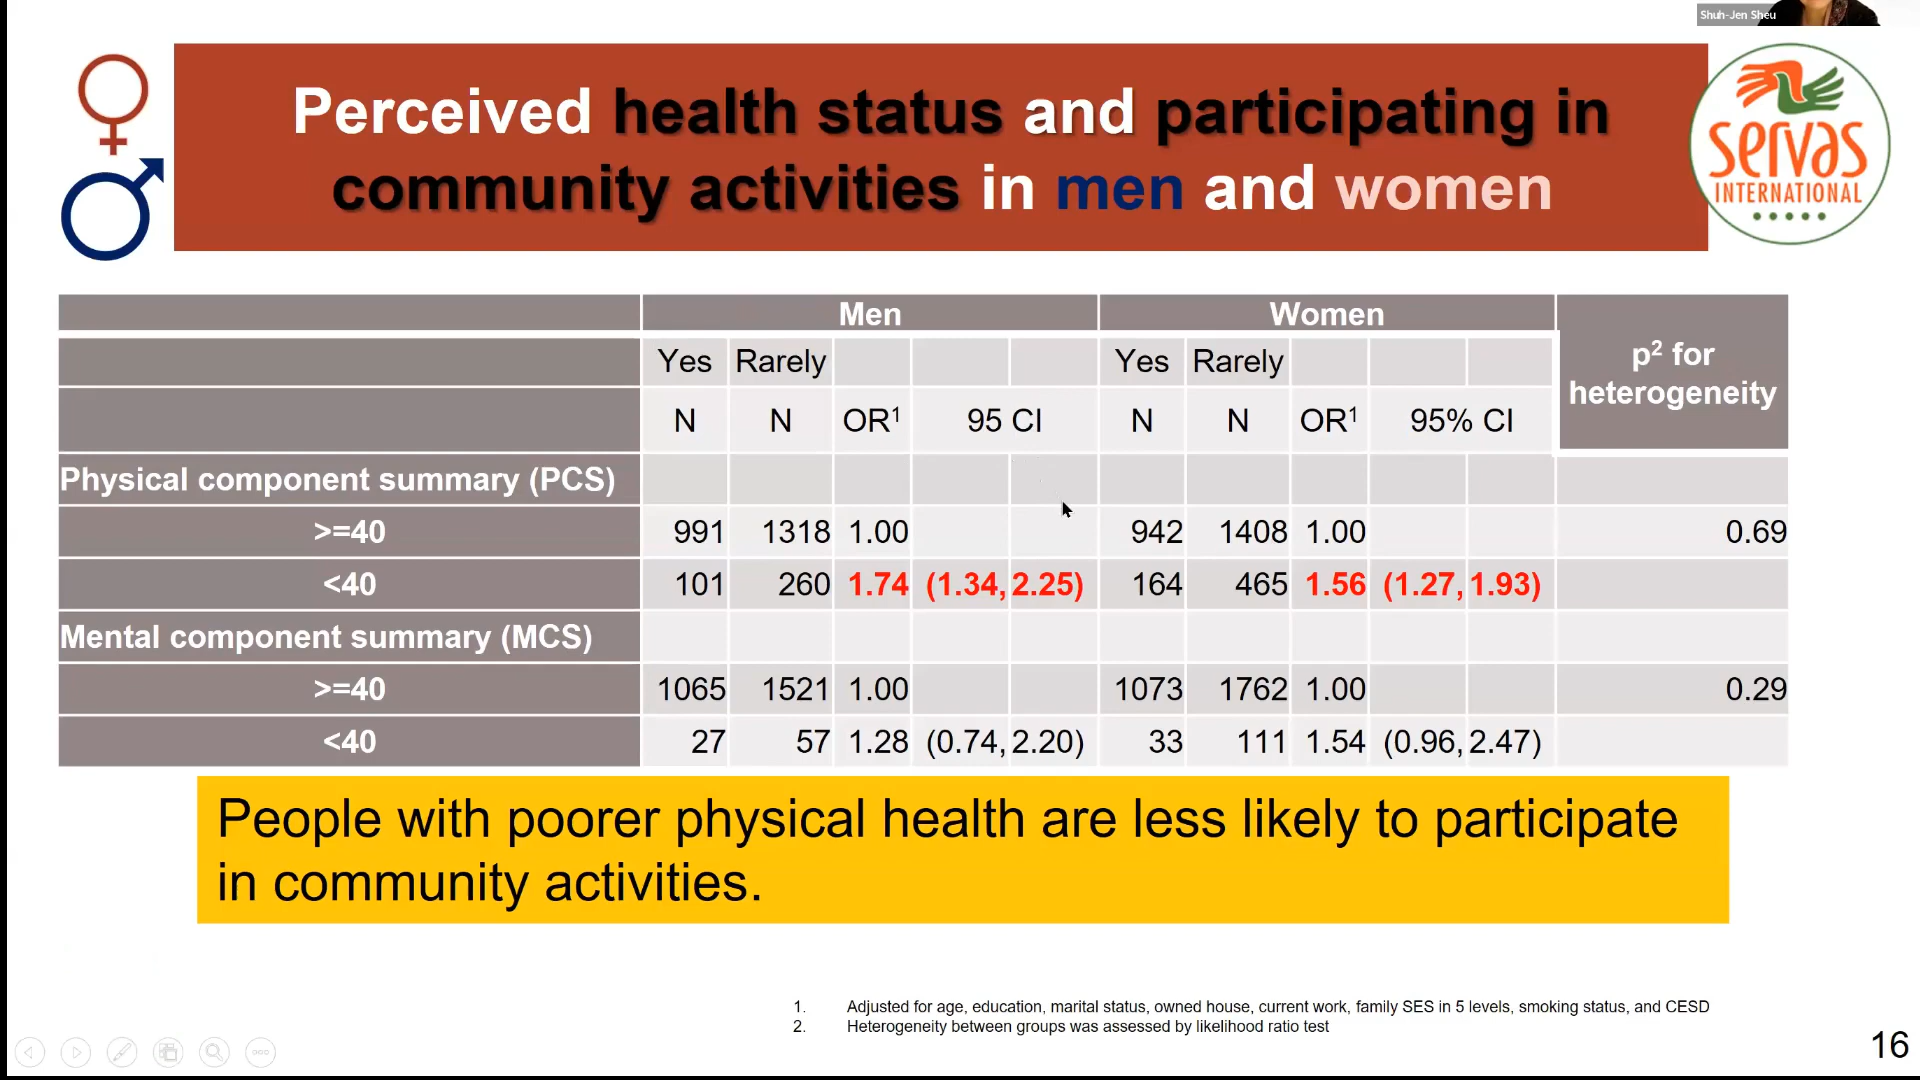 Shuh-Jen Sheu
Perceived health status and participating in
community activities in men and women
servas
INTERNATIONAL
Men Women p² for
heterogeneity
Yes Rarely Yes Rarely
N N OR¹ 95 CI N N OR¹ 95% CI
Physical component summary (PCS)
>=40 991 1318 1.00 942 1408 1.00 0.69
<40 101 260 1.74 (1.34, 2.25) 164 465 1.56 (1.27, 1.93)
Mental component summary (MCS)
>=40 1065 1521 1.00 1073 1762 1.00 0.29
<40 27 57 1.28 (0.74, 2.20) 33 111 1.54 (0.96, 2.47)
People with poorer physical health are less likely to participate
in community activities.
1. Adjusted for age, education, marital status, owned house, current work, family SES in 5 levels, smoking status, and CESD
2. Heterogeneity between groups was assessed by likelihood ratio test
16